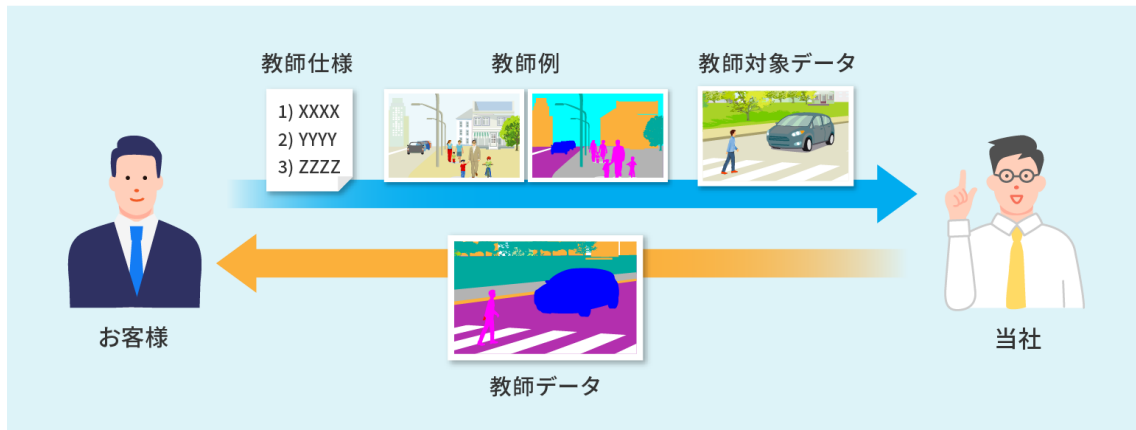 教師仕様
教師例
教師対象データ
1) XXXX
2) YYYY
3) ZZZZ
お客様
当社
教師データ